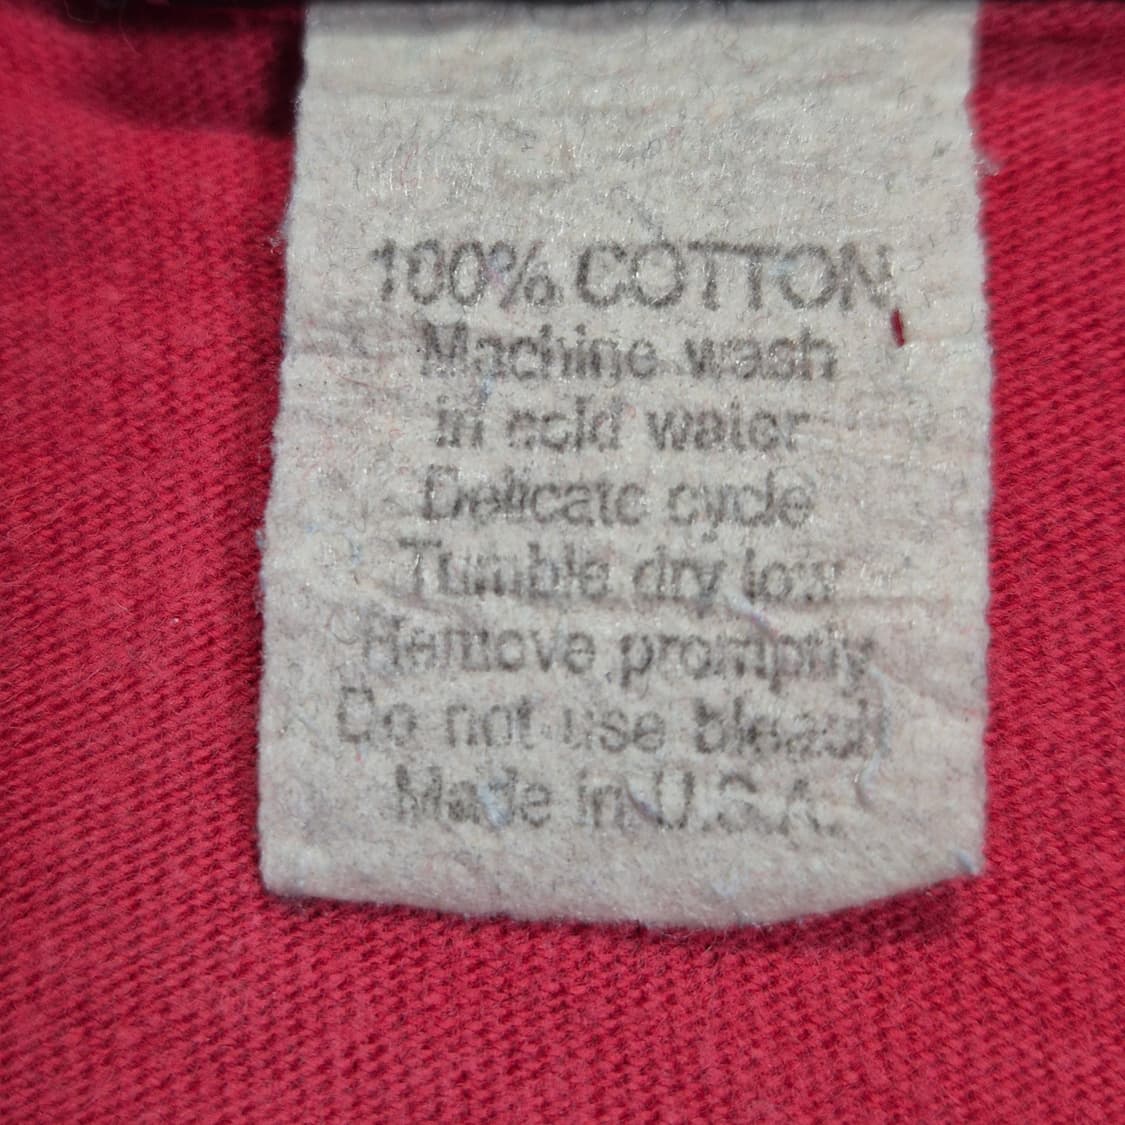 100% COTTON
Machine wash
in cold water
Delicate cycle
Tumble dry low
Remove promptly
Do not use bleach
Made in U.S.A.